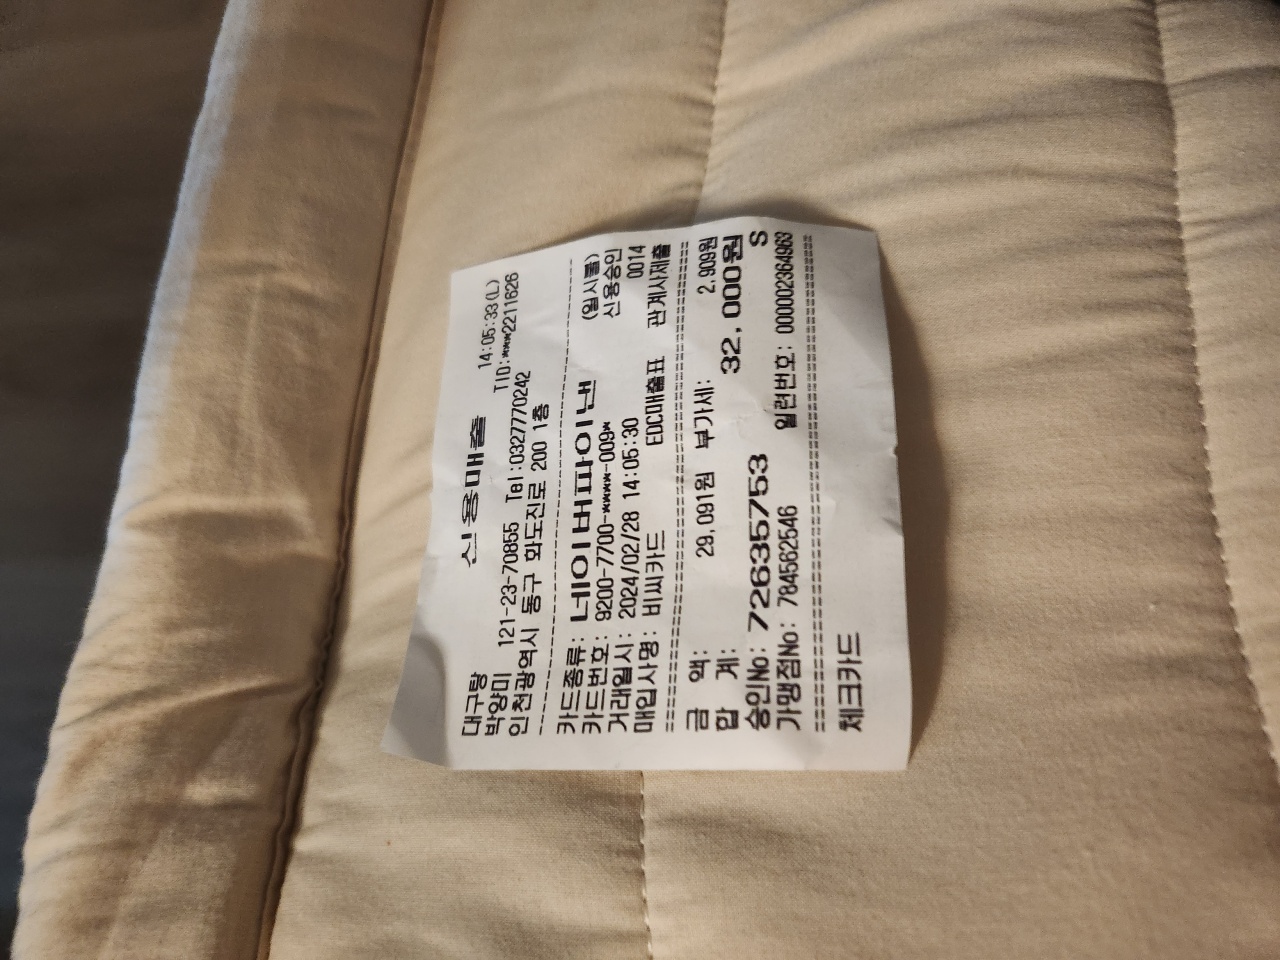 신용매출
14:05:33(L)
대구탕 TID:***2211626
박양미 121-23-70855 Tel:0327770242
인천광역시 동구 화도진로 200 1층
카드종류: 네이버파이낸 (일시불)
카드번호: 9200-7700-****-009* 신용승인
거래일시: 2024/02/28 14:05:30 0014
매입사명: 비씨카드 EDC매출표 관계사제출
금 액: 29,091원 부가세: 2,909원
합 계: 32,000원
승인No: 72635753 S
가맹점No: 784562546 일련번호: 000002364963
체크카드